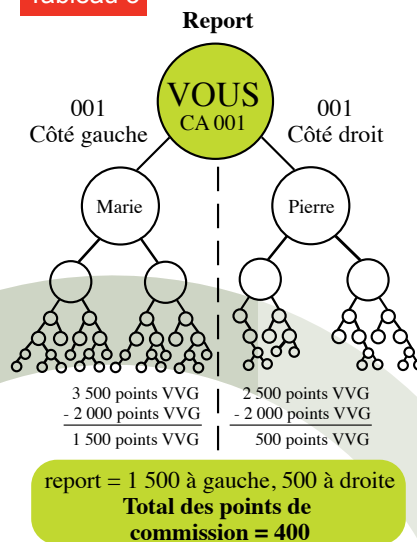 Report
VOUS
CA 001
001
Côté gauche
001
Côté droit
Marie
Pierre
3 500 points VVG
- 2 000 points VVG
1 500 points VVG
2 500 points VVG
- 2 000 points VVG
500 points VVG
report = 1 500 à gauche, 500 à droite
Total des points de
commission = 400